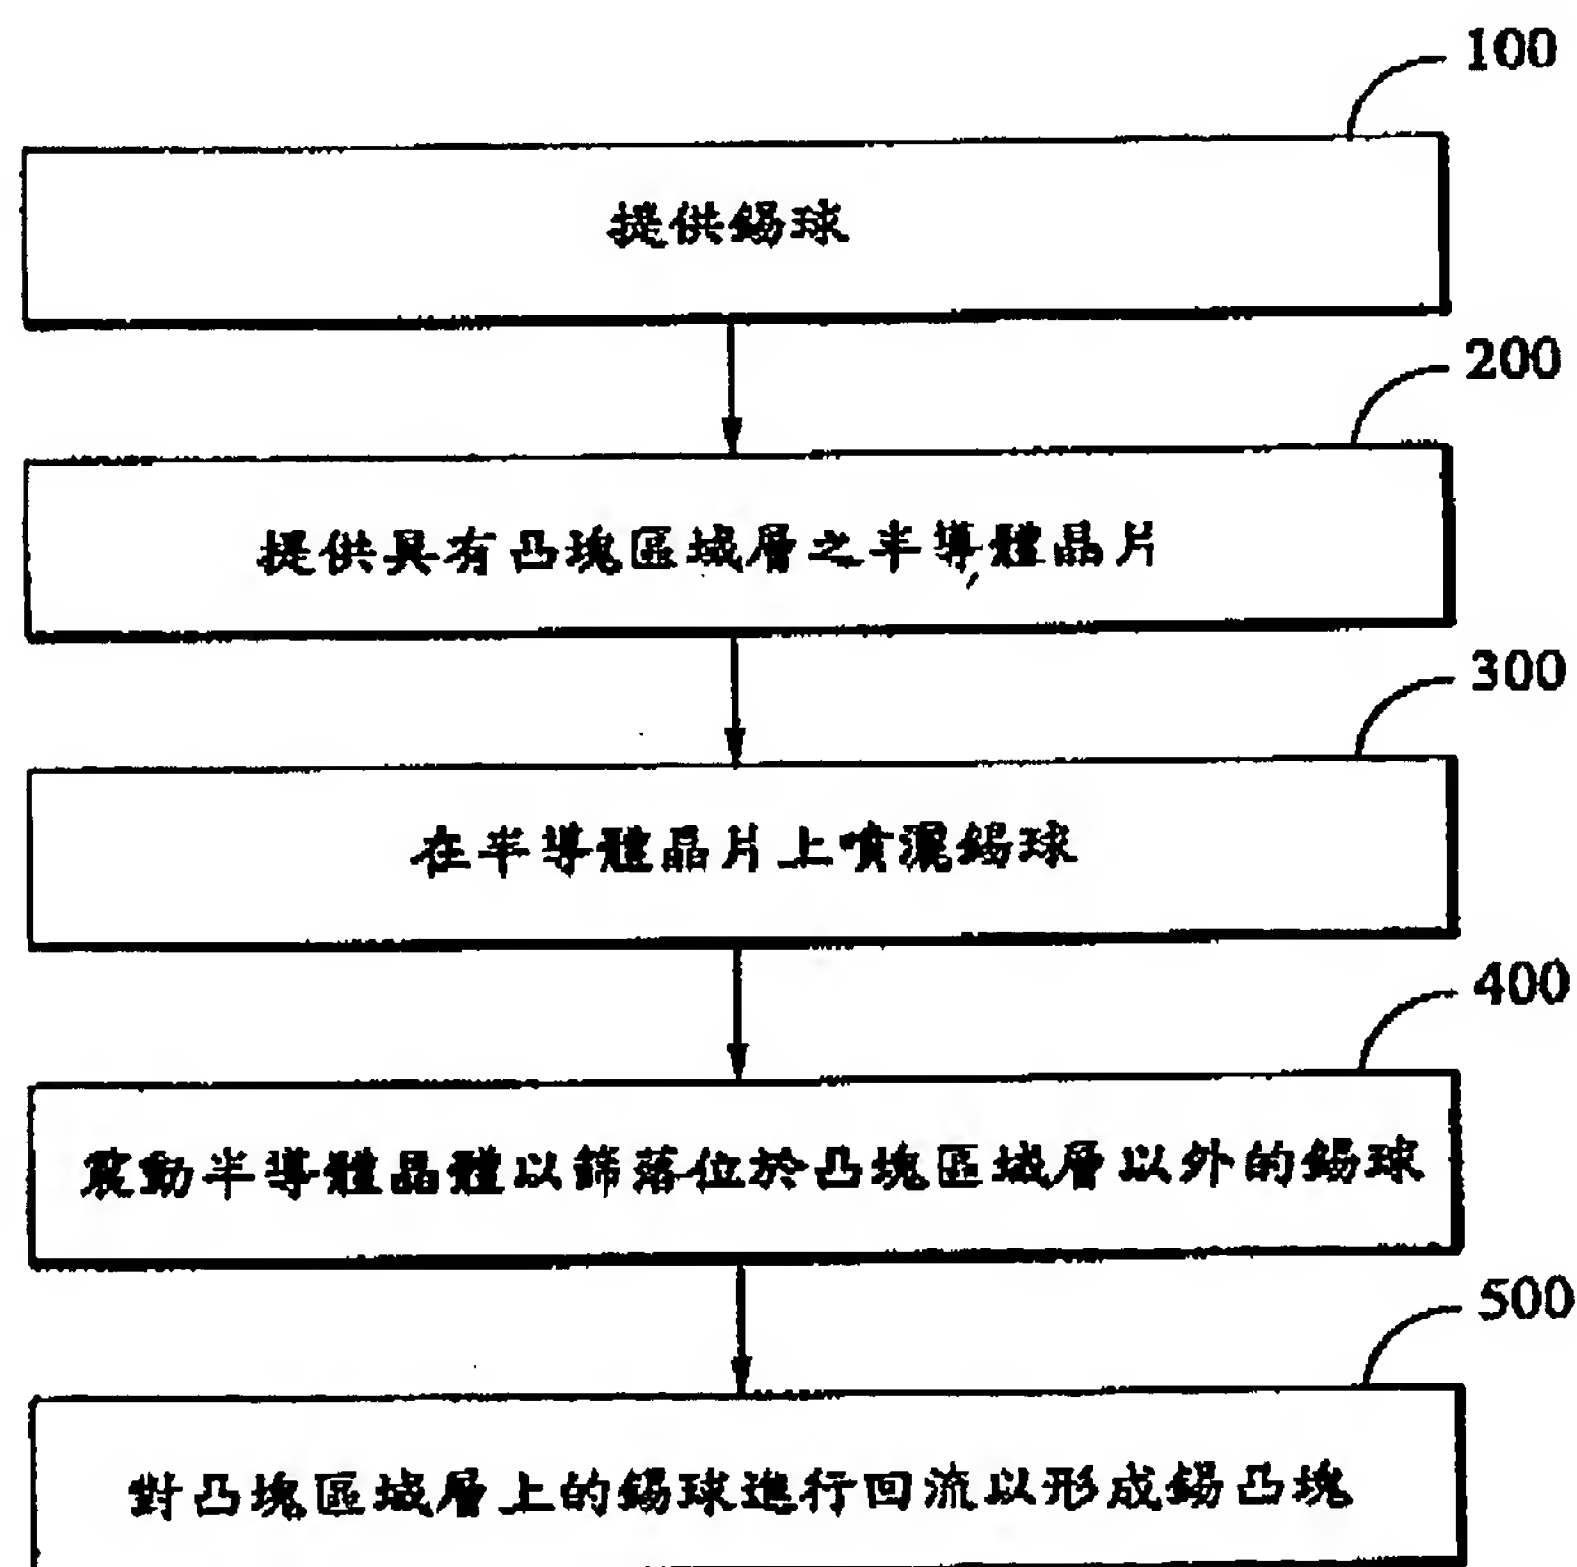 100
提供錫球
200
提供具有凸塊區域層之半導體晶片
300
在半導體晶片上噴灑錫球
400
震動半導體晶體以篩落位於凸塊區域層以外的錫球
500
對凸塊區域層上的錫球進行回流以形成錫凸塊